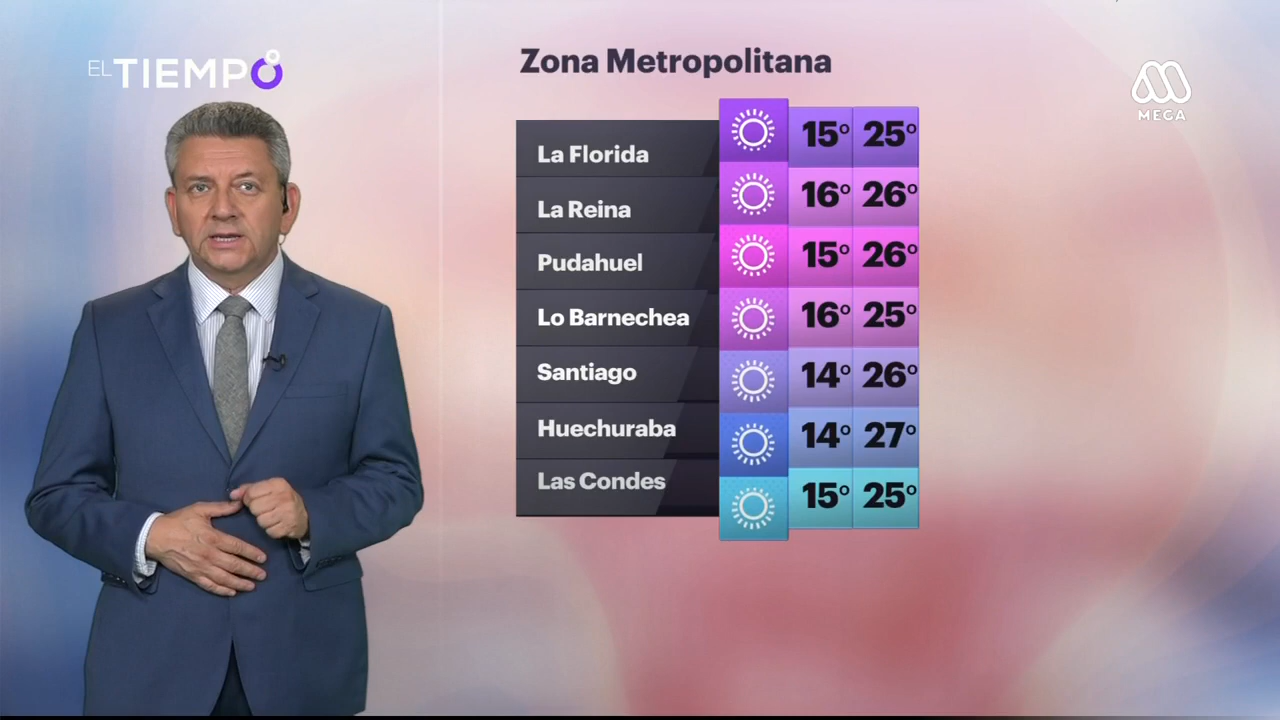 EL TIEMPO
Zona Metropolitana
MEGA
La Florida 15° 25°
La Reina 16° 26°
Pudahuel 15° 26°
Lo Barnechea 16° 25°
Santiago 14° 26°
Huechuraba 14° 27°
Las Condes 15° 25°